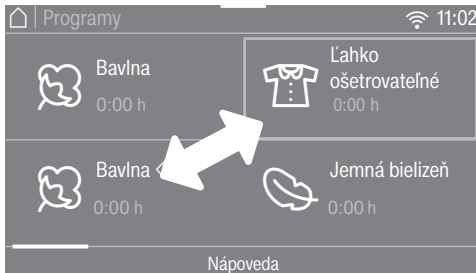 Programy
11:02
Bavlna
0:00 h
Ľahko
ošetrovateľné
0:00 h
Bavlna
0:00 h
Jemná bielizeň
0:00 h
Nápoveda